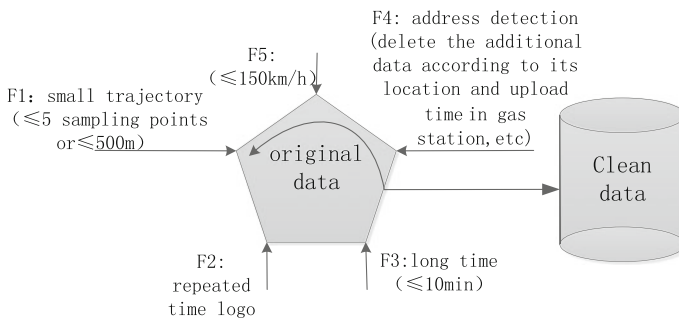 F4: address detection
(delete the additional
data according to its
location and upload
time in gas
station,etc)
F5:
(≤150km/h)
F1: small trajectory
(≤5 sampling points
or≤500m)
original
data
Clean
data
F2:
repeated
time logo
F3:long time
(≤10min)